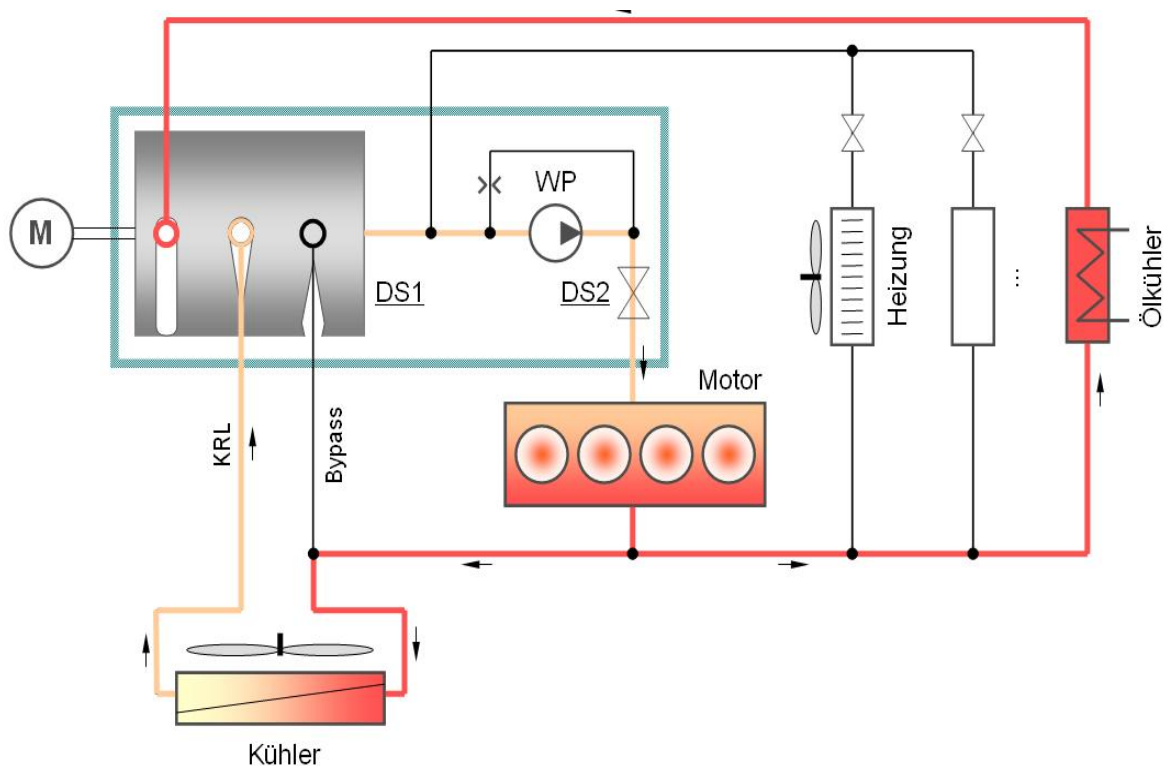 WP
M
DS1
DS2
Heizung
...
Ölkühler
Motor
KRL
Bypass
Kühler